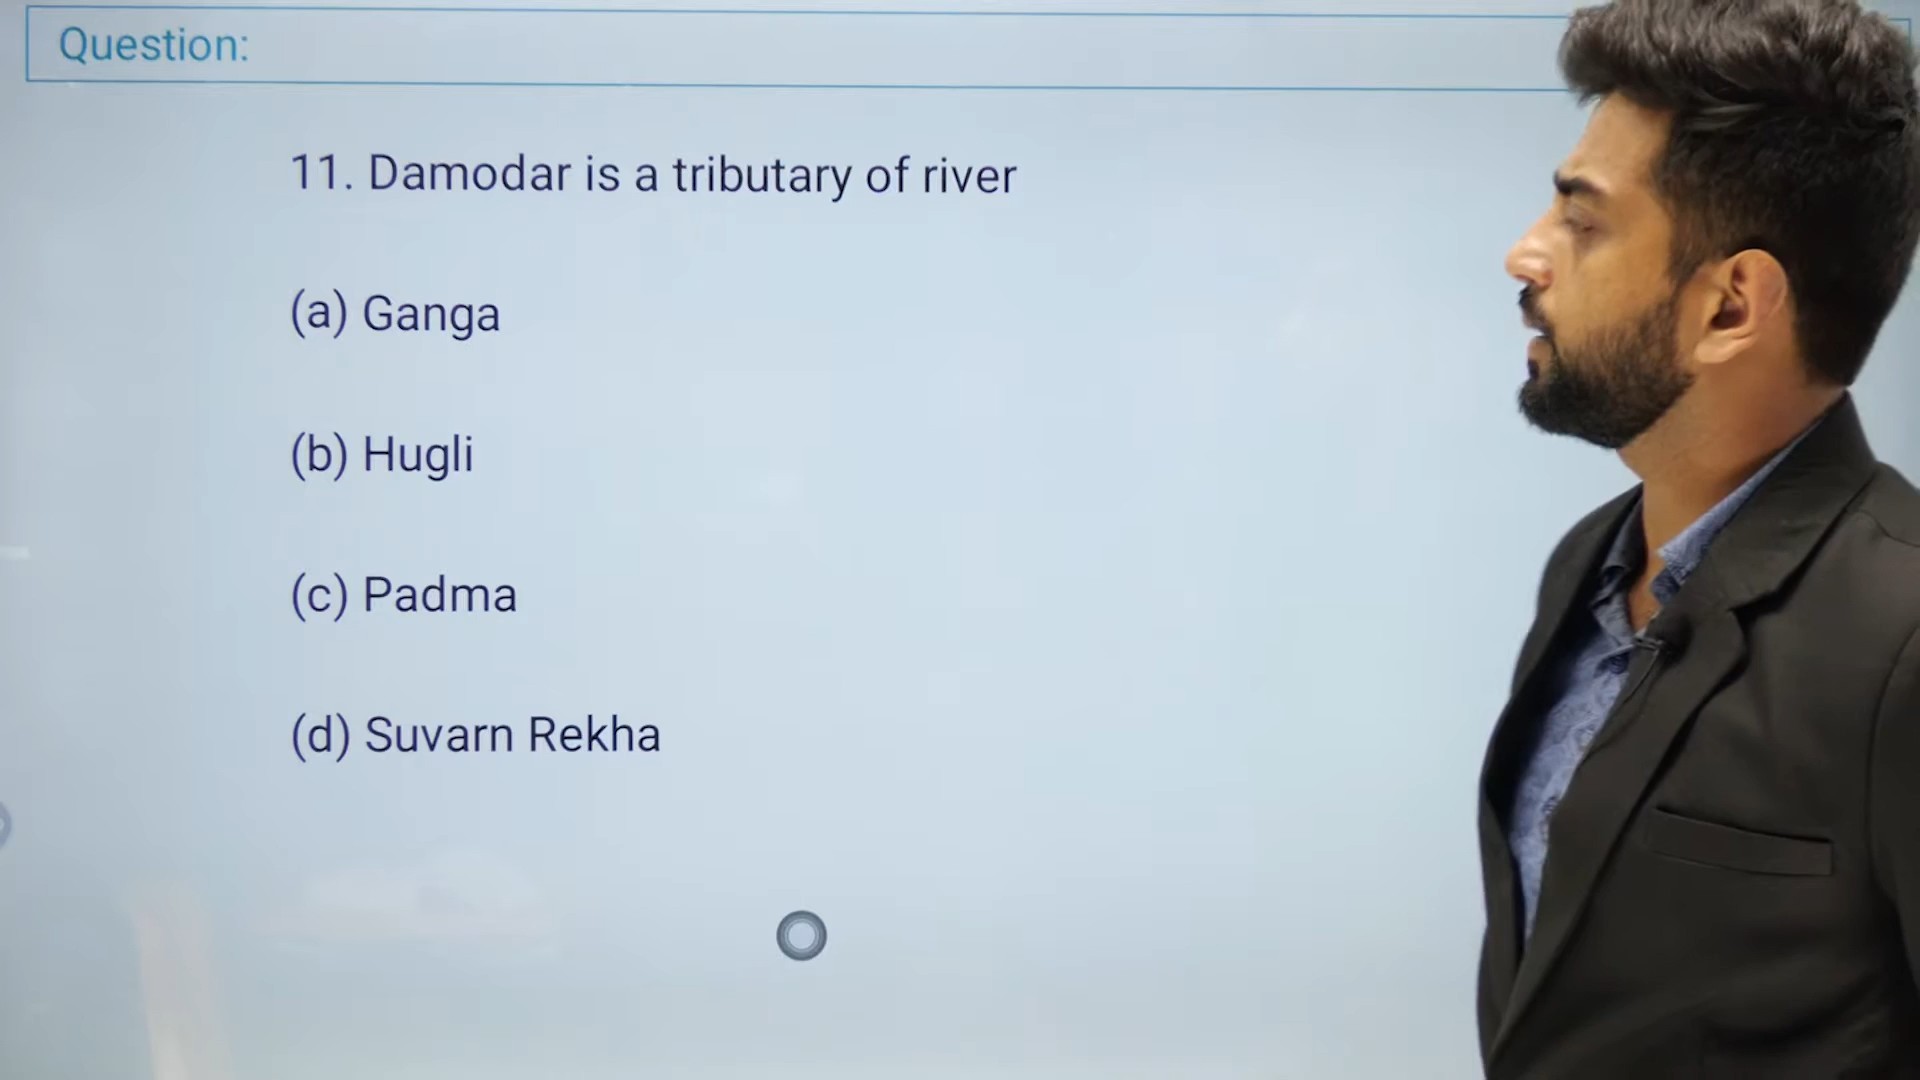 Question:
11. Damodar is a tributary of river
(a) Ganga
(b) Hugli
(c) Padma
(d) Suvarn Rekha